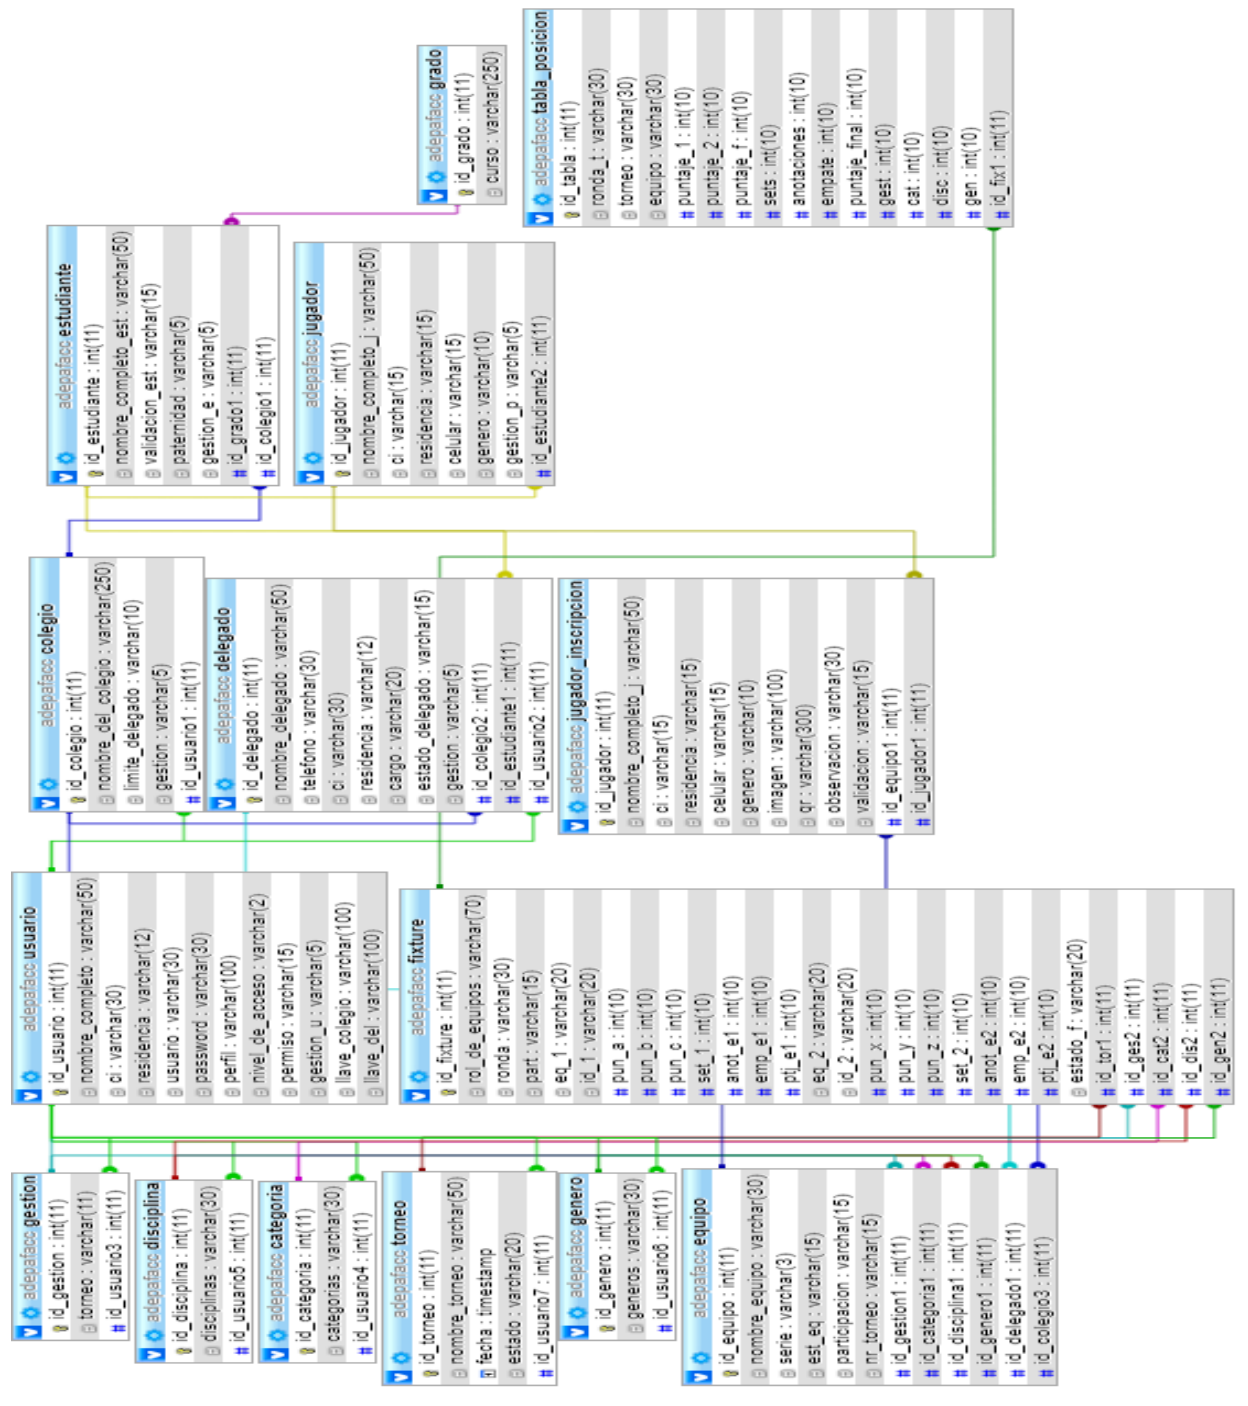 adepafacc grado
id_grado : int(11)
curso : varchar(250)
adepafacc tabla_posicion
id_tabla : int(11)
ronda_t : varchar(30)
torneo : varchar(30)
equipo : varchar(30)
puntaje_1 : int(10)
puntaje_2 : int(10)
puntaje_f : int(10)
sets : int(10)
anotaciones : int(10)
empate : int(10)
puntaje_final : int(10)
gest : int(10)
cat : int(10)
disc : int(10)
gen : int(10)
id_fix1 : int(11)
adepafacc estudiante
id_estudiante : int(11)
nombre_completo_est : varchar(50)
validacion_est : varchar(15)
paternidad : varchar(5)
gestion_e : varchar(5)
id_grado1 : int(11)
id_colegio1 : int(11)
adepafacc jugador
id_jugador : int(11)
nombre_completo_j : varchar(50)
ci : varchar(15)
residencia : varchar(15)
celular : varchar(15)
genero : varchar(10)
gestion_p : varchar(5)
id_estudiante2 : int(11)
adepafacc colegio
id_colegio : int(11)
nombre_del_colegio : varchar(250)
limite_delegado : varchar(10)
gestion : varchar(5)
id_usuario1 : int(11)
adepafacc delegado
id_delegado : int(11)
nombre_delegado : varchar(50)
telefono : varchar(30)
ci : varchar(30)
residencia : varchar(12)
cargo : varchar(20)
estado_delegado : varchar(15)
gestion : varchar(5)
id_colegio2 : int(11)
id_estudiante1 : int(11)
id_usuario2 : int(11)
adepafacc jugador_inscripcion
id_jugador : int(11)
nombre_completo_j : varchar(50)
ci : varchar(15)
residencia : varchar(15)
celular : varchar(15)
genero : varchar(10)
imagen : varchar(100)
qr : varchar(300)
observacion : varchar(30)
validacion : varchar(15)
id_equipo1 : int(11)
id_jugador1 : int(11)
adepafacc usuario
id_usuario : int(11)
nombre_completo : varchar(50)
ci : varchar(30)
residencia : varchar(12)
usuario : varchar(30)
password : varchar(30)
perfil : varchar(100)
nivel_de_acceso : varchar(2)
permiso : varchar(15)
gestion_u : varchar(5)
llave_colegio : varchar(100)
llave_del : varchar(100)
adepafacc fixture
id_fixture : int(11)
rol_de_equipos : varchar(70)
ronda : varchar(30)
part : varchar(15)
eq_1 : varchar(20)
id_1 : varchar(20)
pun_a : int(10)
pun_b : int(10)
pun_c : int(10)
set_1 : int(10)
anot_e1 : int(10)
emp_e1 : int(10)
ptj_e1 : int(10)
eq_2 : varchar(20)
id_2 : varchar(20)
pun_x : int(10)
pun_y : int(10)
pun_z : int(10)
set_2 : int(10)
anot_e2 : int(10)
emp_e2 : int(10)
ptj_e2 : int(10)
estado_f : varchar(20)
id_tor1 : int(11)
id_ges2 : int(11)
id_cat2 : int(11)
id_dis2 : int(11)
id_gen2 : int(11)
adepafacc gestion
id_gestion : int(11)
torneo : varchar(11)
id_usuario3 : int(11)
adepafacc disciplina
id_disciplina : int(11)
disciplinas : varchar(30)
id_usuario5 : int(11)
adepafacc categoria
id_categoria : int(11)
categorias : varchar(30)
id_usuario4 : int(11)
adepafacc torneo
id_torneo : int(11)
nombre_torneo : varchar(50)
fecha : timestamp
estado : varchar(20)
id_usuario7 : int(11)
adepafacc genero
id_genero : int(11)
generos : varchar(30)
id_usuario6 : int(11)
adepafacc equipo
id_equipo : int(11)
nombre_equipo : varchar(30)
serie : varchar(3)
est_eq : varchar(15)
participacion : varchar(15)
nr_torneo : varchar(15)
id_gestion1 : int(11)
id_categoria1 : int(11)
id_disciplina1 : int(11)
id_genero1 : int(11)
id_delegado1 : int(11)
id_colegio3 : int(11)